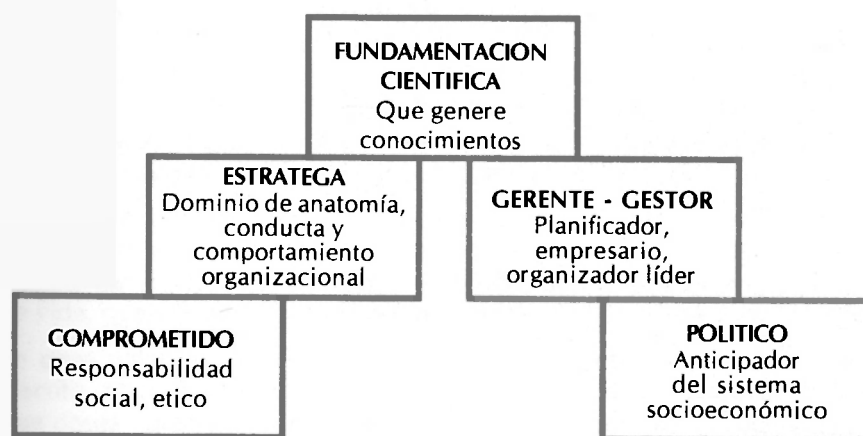 FUNDAMENTACION
CIENTIFICA
Que genere
conocimientos
ESTRATEGA
Dominio de anatomía,
conducta y
comportamiento
organizacional
GERENTE - GESTOR
Planificador,
empresario,
organizador líder
COMPROMETIDO
Responsabilidad
social, etico
POLITICO
Anticipador
del sistema
socioeconómico